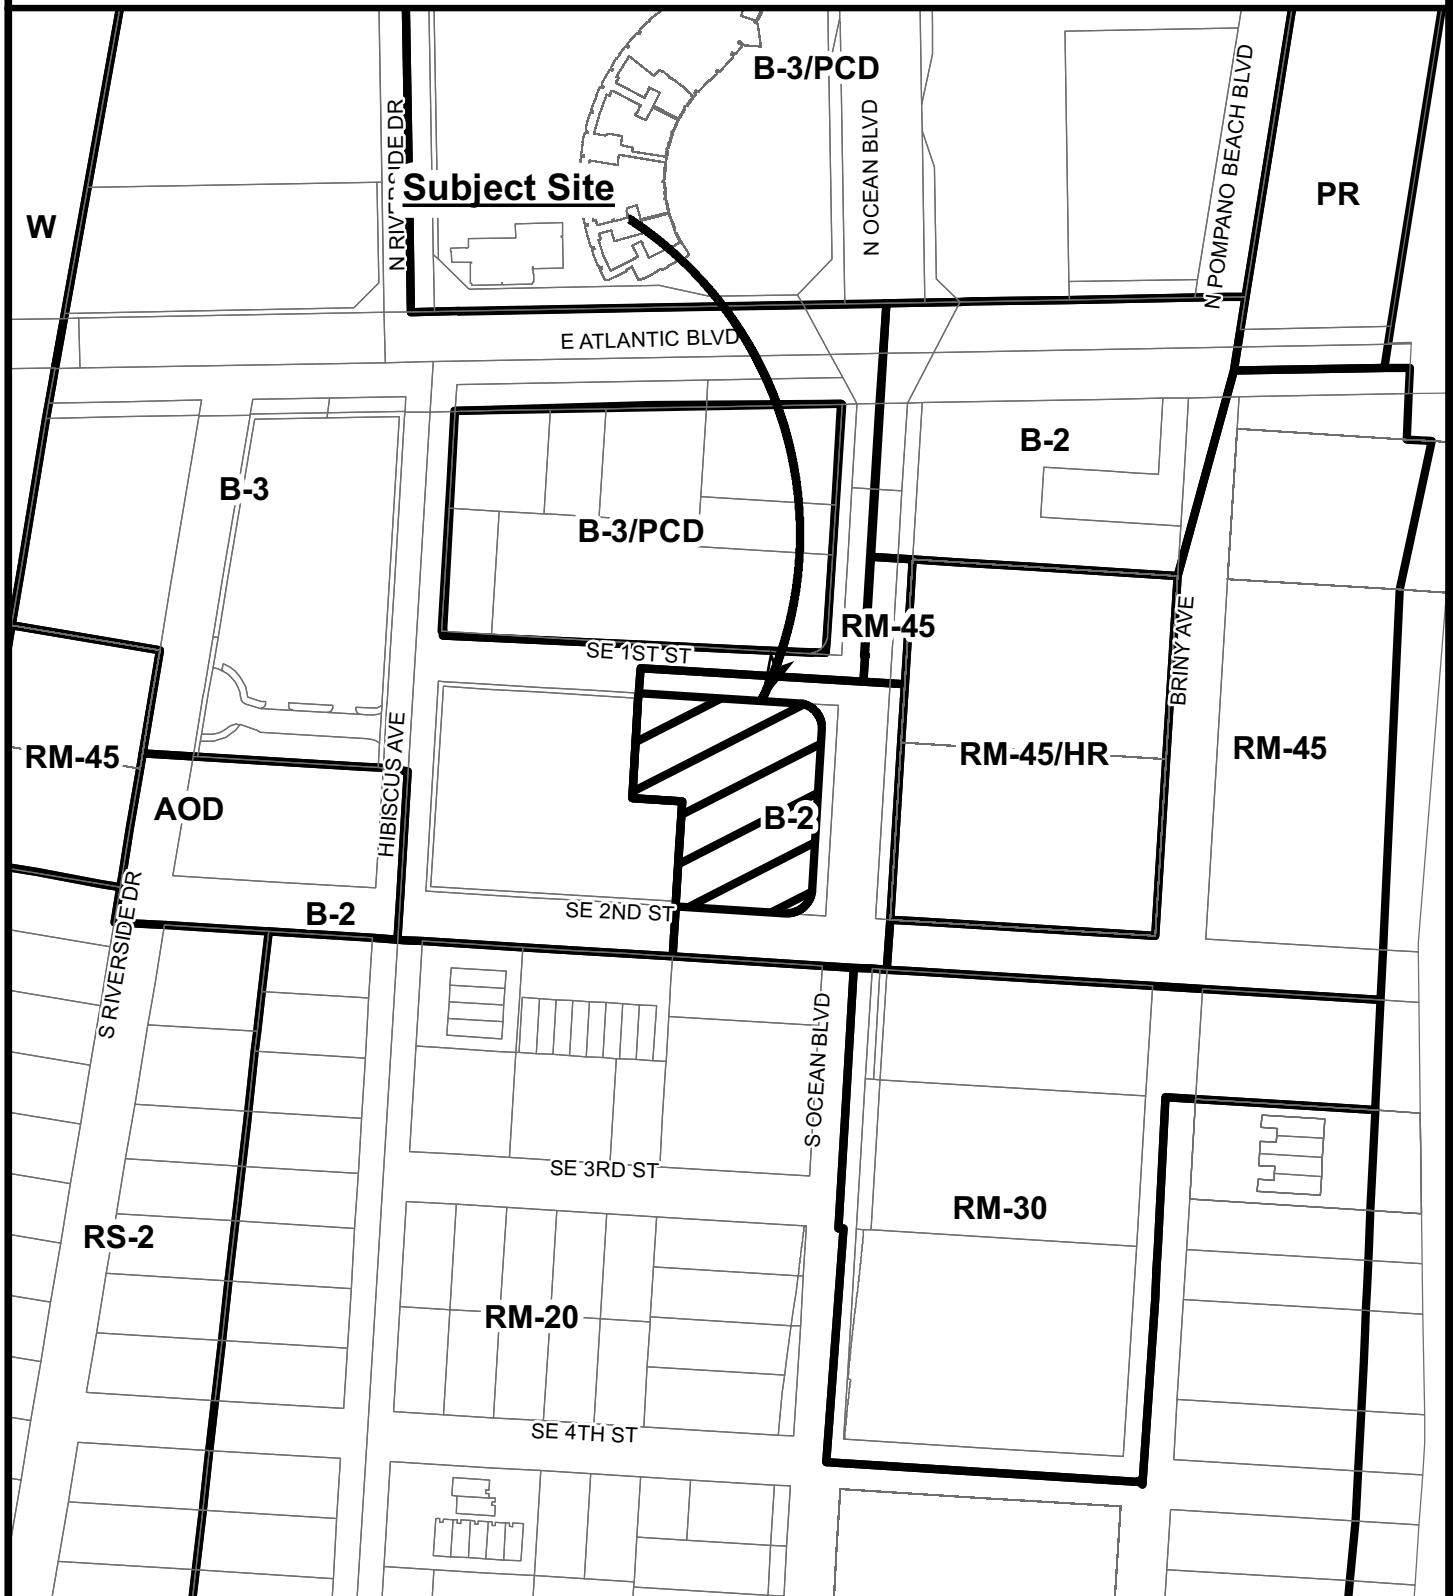 B-3/PCD
N RIVERSIDE DR
N OCEAN BLVD
N POMPANO BEACH BLVD
Subject Site
PR
W
E ATLANTIC BLVD
B-2
B-3
B-3/PCD
RM-45
SE 1ST ST
BRINY AVE
RM-45
HIBISCUS AVE
RM-45/HR
RM-45
AOD
B-2
SE 2ND ST
B-2
S RIVERSIDE DR
S OCEAN BLVD
SE 3RD ST
RM-30
RS-2
RM-20
SE 4TH ST